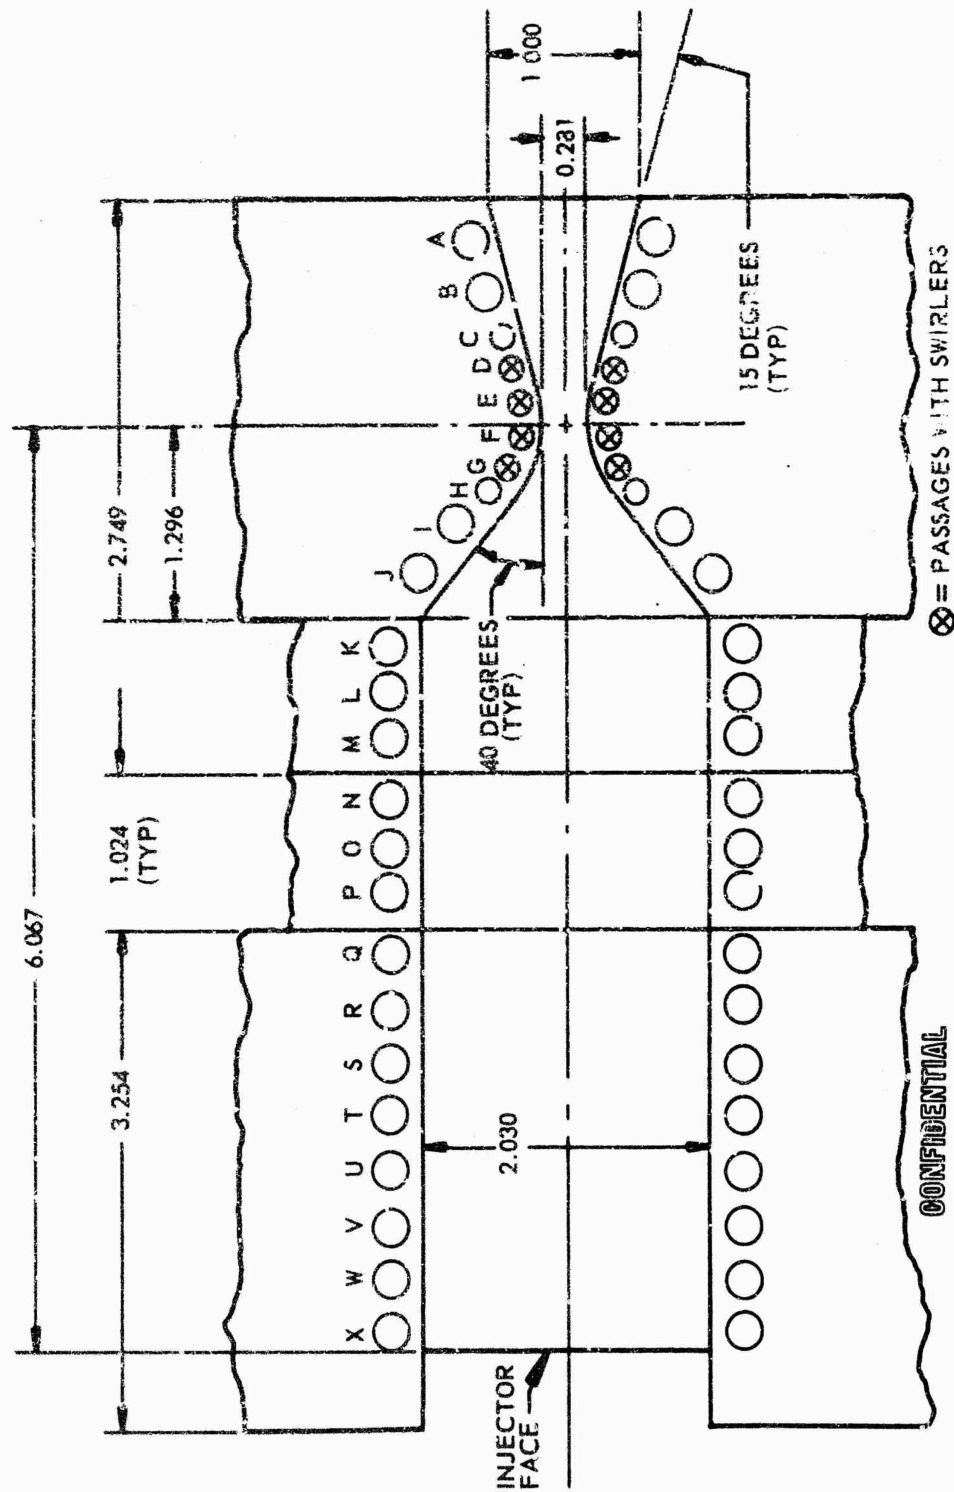 6.067
2.749
1.296
3.254
1.024
(TYP)
X
W
V
U
T
S
R
Q
P
O
N
M
L
K
J
I
H
G
F
E
D
C
B
A
INJECTOR
FACE
2.030
40 DEGREES
(TYP)
0.281
1.000
15 DEGREES
(TYP)
⊗ = PASSAGES WITH SWIRLERS
CONFIDENTIAL